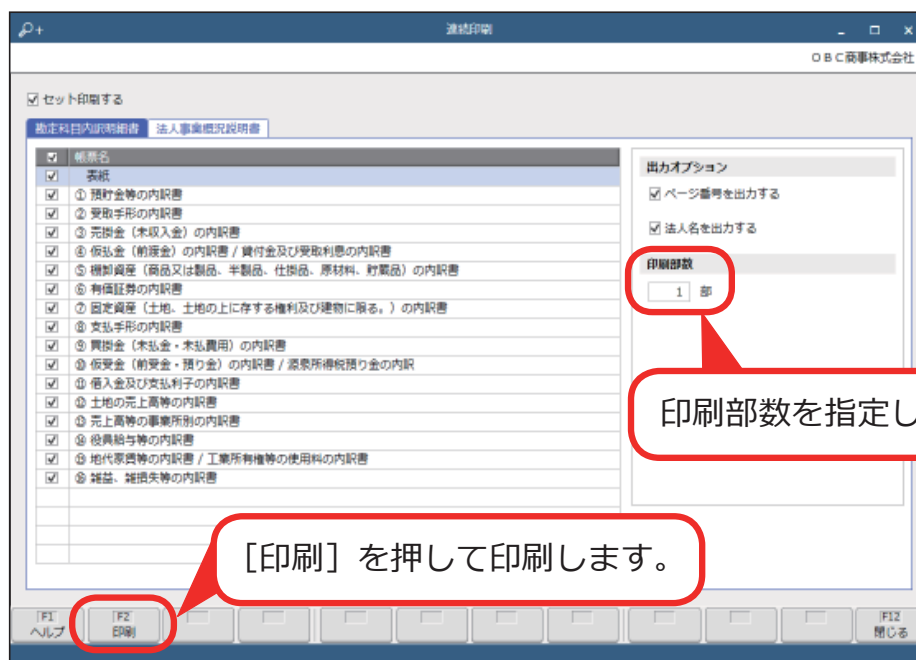 連続印刷
ＯＢＣ商事株式会社
セット印刷する
勘定科目内訳明細書 法人事業概況説明書
帳票名
表紙
① 預貯金等の内訳書
② 受取手形の内訳書
③ 売掛金（未収入金）の内訳書
④ 仮払金（前渡金）の内訳書 / 貸付金及び受取利息の内訳書
⑤ 棚卸資産（商品又は製品、半製品、仕掛品、原材料、貯蔵品）の内訳書
⑥ 有価証券の内訳書
⑦ 固定資産（土地、土地の上に存する権利及び建物に限る。）の内訳書
⑧ 支払手形の内訳書
⑨ 買掛金（未払金・未払費用）の内訳書
⑩ 仮受金（前受金・預り金）の内訳書 / 源泉所得税預り金の内訳
⑪ 借入金及び支払利子の内訳書
⑫ 土地の売上高等の内訳書
⑬ 売上高等の事業所別の内訳書
⑭ 役員給与等の内訳書
⑮ 地代家賃等の内訳書 / 工業所有権等の使用料の内訳書
⑯ 雑益、雑損失等の内訳書
出力オプション
ページ番号を出力する
法人名を出力する
印刷部数
1 部
印刷部数を指定し
［印刷］を押して印刷します。
F1 F2 F12
ヘルプ 印刷 閉じる